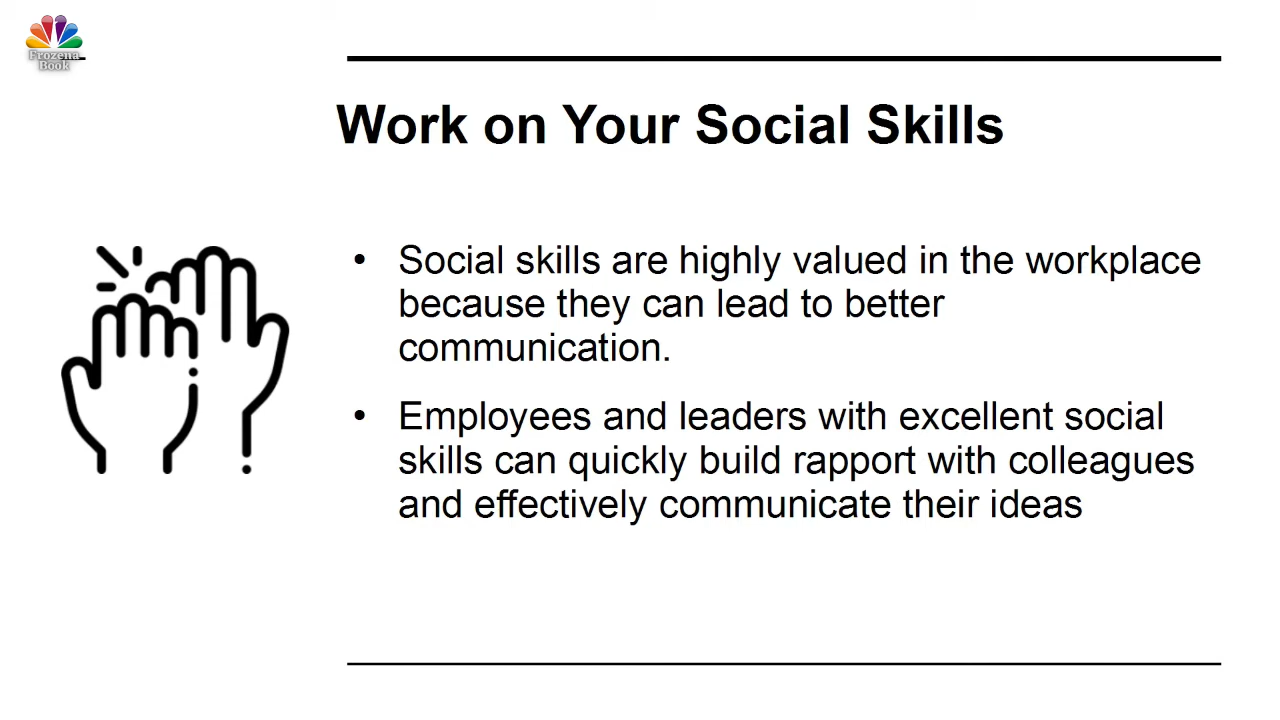 Frozena
Book
Work on Your Social Skills
• Social skills are highly valued in the workplace
because they can lead to better
communication.
• Employees and leaders with excellent social
skills can quickly build rapport with colleagues
and effectively communicate their ideas